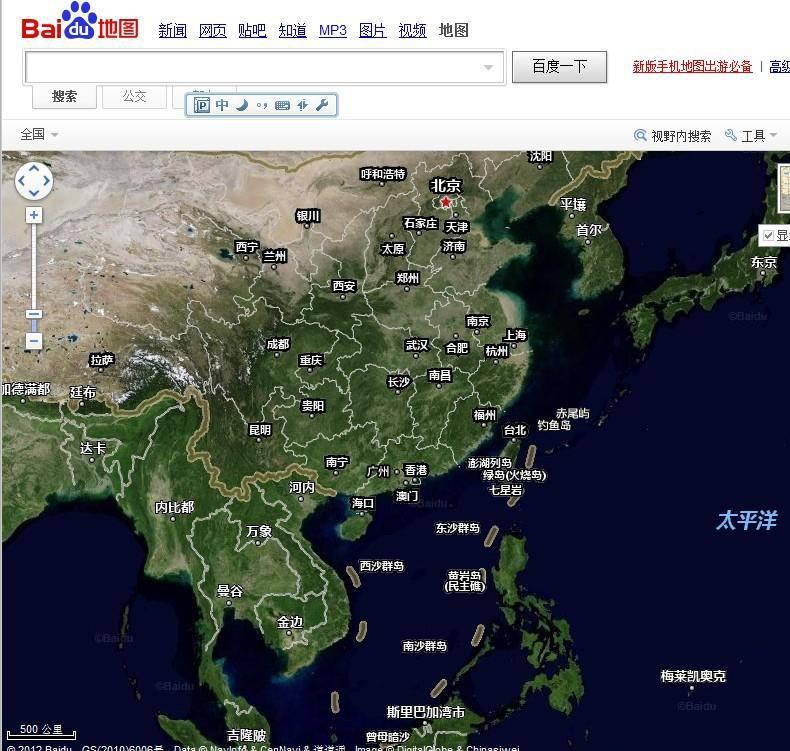 Baidu地图 新闻 网页 贴吧 知道 MP3 图片 视频 地图
百度一下 新版手机地图出游必备 | 高级
搜索 公交
中
全国 视野内搜索 工具
沈阳
呼和浩特
北京
平壤
银川
石家庄 天津
首尔
显
西宁 兰州 太原 济南
东京
郑州
西安
©Baidu
南京
上海
成都 武汉 合肥 杭州
拉萨 重庆
长沙 南昌
加德满都 廷布
贵阳
福州 赤尾屿
钓鱼岛
昆明 台北
达卡
澎湖列岛
南宁 广州 香港 绿岛(火烧岛)
河内 澳门 七星岩
内比都 海口 ©Baidu
太平洋
万象 东沙群岛
西沙群岛
黄岩岛
(民主礁)
曼谷
金边
©Baidu
南沙群岛
梅莱凯奥克
©Baidu
斯里巴加湾市
©Baidu
500 公里
吉隆陂 曾母暗沙
© 2012 Baidu GS(2010)6006号 Data © NavInfo & CenNavi & 道道通 Image © DigitalGlobe & Chinasiwei